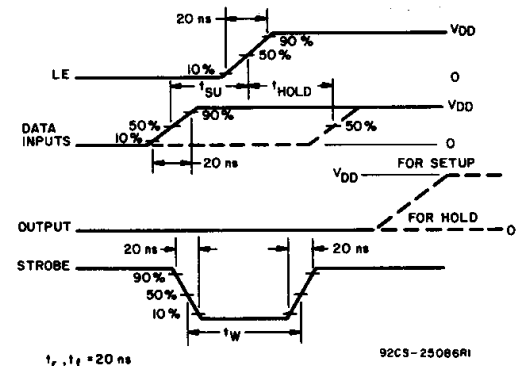 20 ns
VDD
90%
50%
LE
10%
0
tSU
tHOLD
VDD
DATA
INPUTS
50%
90%
50%
10%
0
20 ns
VDD
FOR SETUP
FOR HOLD
OUTPUT
0
20 ns
20 ns
STROBE
90%
50%
10%
tW
tr, tf = 20 ns
92CS-25086R1